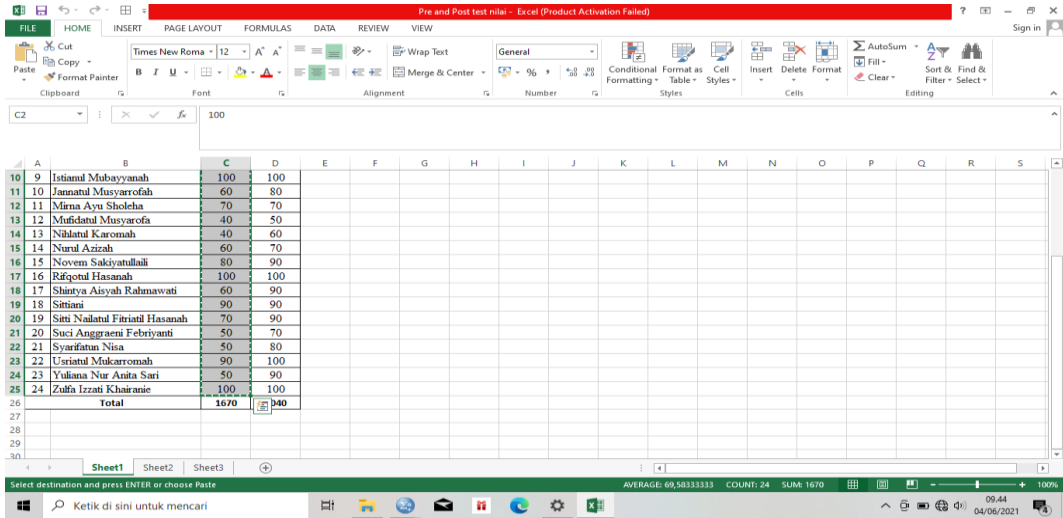 Pre and Post test nilai - Excel (Product Activation Failed)
FILE HOME INSERT PAGE LAYOUT FORMULAS DATA REVIEW VIEW Sign in
Cut
Copy
Format Painter
Paste
Clipboard
Times New Roma 12
B I U
Font
Wrap Text
Merge & Center
Alignment
General
%
Number
Conditional Formatting
Format as Table
Cell Styles
Styles
Insert Delete Format
Cells
AutoSum
Fill
Clear
Sort & Filter
Find & Select
Editing
C2 fx 100
A B C D E F G H I J K L M N O P Q R S
10 9 Istianul Mubayyanah 100 100
11 10 Jannatul Musyarrofah 60 80
12 11 Mirna Ayu Sholeha 70 70
13 12 Mufidatul Musyarofa 40 50
14 13 Nihlatul Karomah 40 60
15 14 Nurul Azizah 60 70
16 15 Novem Sakiyatullaili 80 90
17 16 Rifqotul Hasanah 100 100
18 17 Shintya Aisyah Rahmawati 60 90
19 18 Sittiani 90 90
20 19 Sitti Nailatul Fitriatil Hasanah 70 90
21 20 Suci Anggraeni Febriyanti 50 70
22 21 Syarifatun Nisa 50 80
23 22 Usriatul Mukarromah 90 100
24 23 Yuliana Nur Anita Sari 50 90
25 24 Zulfa Izzati Khairanie 100 100
26 Total 1670 040
27
28
29
30
Sheet1 Sheet2 Sheet3
Select destination and press ENTER or choose Paste AVERAGE: 69,58333333 COUNT: 24 SUM: 1670 100%
Ketik di sini untuk mencari
09.44
04/06/2021